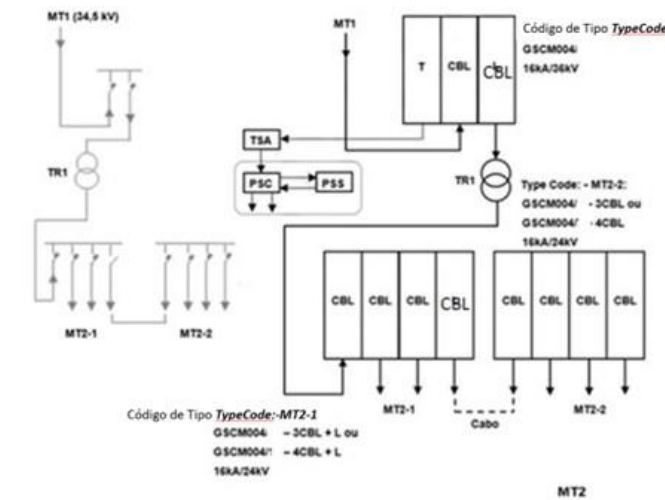 MT1 (34,5 kV)
TR1
MT2-1
MT2-2
MT1
T
CBL
CBL
Código de Tipo TypeCode
GSCM004/
16kA/36kV
TSA
PSC
PSS
TR1
Type Code: - MT2-2:
GSCM004/ - 3CBL ou
GSCM004/ - 4CBL
16kA/24kV
CBL
CBL
CBL
CBL
CBL
CBL
CBL
CBL
MT2-1
Cabo
MT2-2
Código de Tipo TypeCode:-MT2-1
GSCM004/ – 3CBL + L ou
GSCM004/ – 4CBL + L
16kA/24kV
MT2